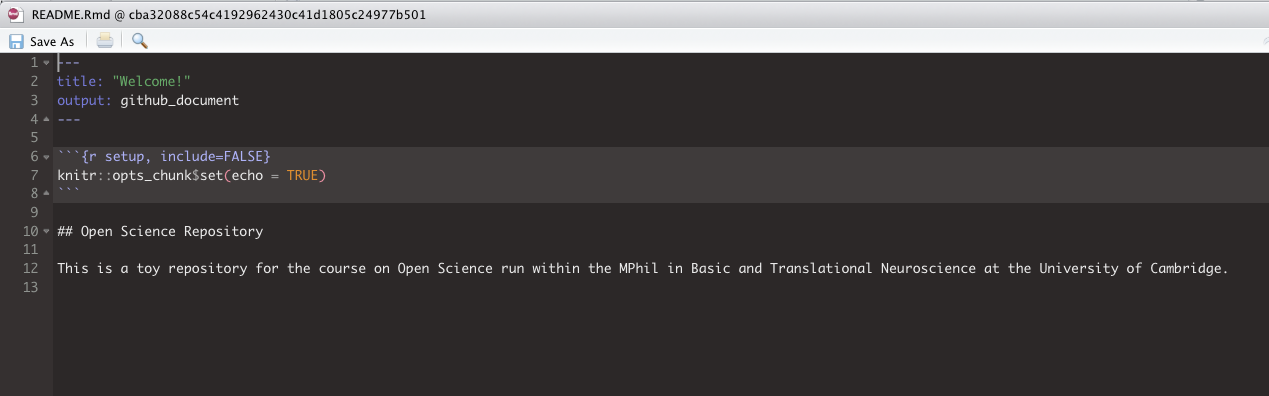 README.Rmd @ cba32088c54c4192962430c41d1805c24977b501
Save As
1 ---
2 title: "Welcome!"
3 output: github_document
4 ---
5
6 ```{r setup, include=FALSE}
7 knitr::opts_chunk$set(echo = TRUE)
8 ```
9
10 ## Open Science Repository
11
12 This is a toy repository for the course on Open Science run within the MPhil in Basic and Translational Neuroscience at the University of Cambridge.
13